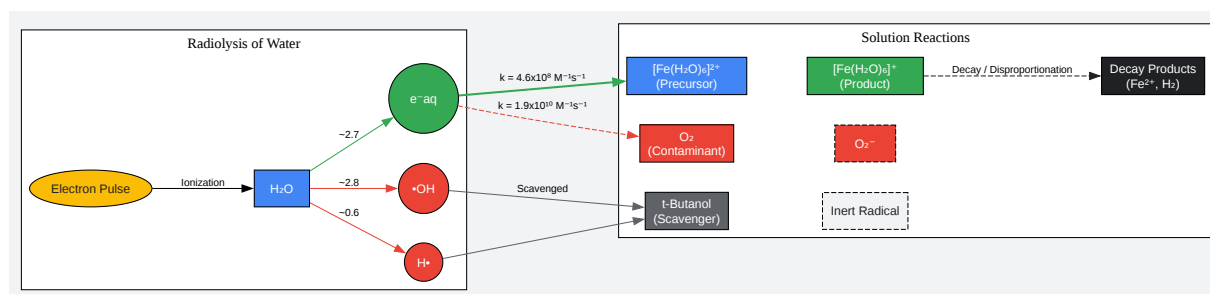 Radiolysis of Water
Electron Pulse
Ionization
H₂O
~2.7
~2.8
~0.6
e⁻aq
•OH
H•
k = 4.6x10⁸ M⁻¹s⁻¹
k = 1.9x10¹⁰ M⁻¹s⁻¹
Scavenged
Solution Reactions
[Fe(H₂O)₆]²⁺
(Precursor)
[Fe(H₂O)₆]⁺
(Product)
Decay / Disproportionation
Decay Products
(Fe²⁺, H₂)
O₂
(Contaminant)
O₂⁻
t-Butanol
(Scavenger)
Inert Radical